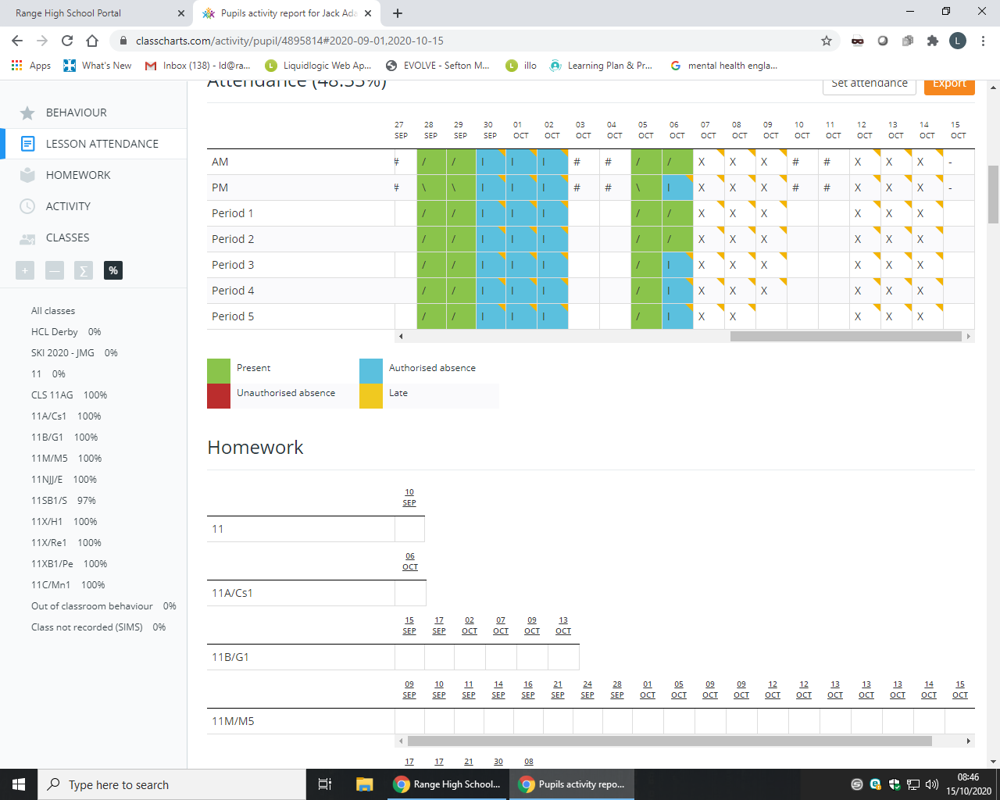 Range High School Portal
Pupils activity report for Jack Ada
classcharts.com/activity/pupil/4895814#2020-09-01,2020-10-15
L
Apps
What's New
Inbox (138) - ld@ra...
Liquidlogic Web Ap...
EVOLVE - Sefton M...
illo
Learning Plan & Pr...
mental health engla...
Attendance (48.33%)
Set attendance
Export
BEHAVIOUR
LESSON ATTENDANCE
HOMEWORK
ACTIVITY
CLASSES
+ — ∑ %
All classes
HCL Derby 0%
SKI 2020 - JMG 0%
11 0%
CLS 11AG 100%
11A/Cs1 100%
11B/G1 100%
11M/M5 100%
11NJJ/E 100%
11SB1/S 97%
11X/H1 100%
11X/Re1 100%
11XB1/Pe 100%
11C/Mn1 100%
Out of classroom behaviour 0%
Class not recorded (SIMS) 0%
27 28 29 30 01 02 03 04 05 06 07 08 09 10 11 12 13 14 15
SEP SEP SEP SEP OCT OCT OCT OCT OCT OCT OCT OCT OCT OCT OCT OCT OCT OCT OCT
AM # / / I I I # # / / X X X # # X X X -
PM # \ \ I I I # # \ I X X X # # X X X -
Period 1 / / I I I / / X X X X X X
Period 2 / / I I I / / X X X X X X
Period 3 / / I I I / I X X X X X X
Period 4 / / I I I / I X X X X X X
Period 5 / / I I I / I X X X X X
Present
Authorised absence
Unauthorised absence
Late
Homework
10
SEP
11
06
OCT
11A/Cs1
15 17 02 07 09 13
SEP SEP OCT OCT OCT OCT
11B/G1
09 10 11 14 16 21 24 28 01 05 09 09 12 12 13 13 13 14 15
SEP SEP SEP SEP SEP SEP SEP SEP OCT OCT OCT OCT OCT OCT OCT OCT OCT OCT OCT
11M/M5
17 17 21 30 08
Type here to search
Range High School...
Pupils activity repo...
08:46
15/10/2020